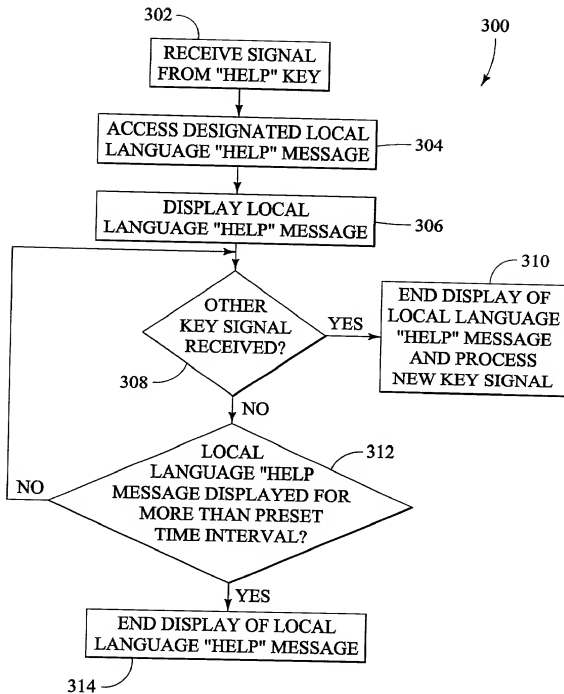 302
300
RECEIVE SIGNAL
FROM "HELP" KEY
ACCESS DESIGNATED LOCAL
LANGUAGE "HELP" MESSAGE
304
DISPLAY LOCAL
LANGUAGE "HELP" MESSAGE
306
OTHER
KEY SIGNAL
RECEIVED?
308
YES
310
END DISPLAY OF
LOCAL LANGUAGE
"HELP" MESSAGE
AND PROCESS
NEW KEY SIGNAL
NO
312
LOCAL
LANGUAGE "HELP
MESSAGE DISPLAYED FOR
MORE THAN PRESET
TIME INTERVAL?
NO
YES
END DISPLAY OF LOCAL
LANGUAGE "HELP" MESSAGE
314